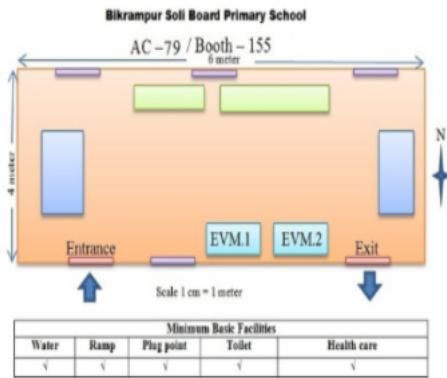 Bikrampur Soli Board Primary School
AC – 79 / Booth – 155
6 meter
4 meter
N
EVM.1 EVM.2
Entrance Exit
Scale 1 cm = 1 meter
Minimum Basic Facilities
Water Ramp Plug point Toilet Health care
√ √ √ √ √